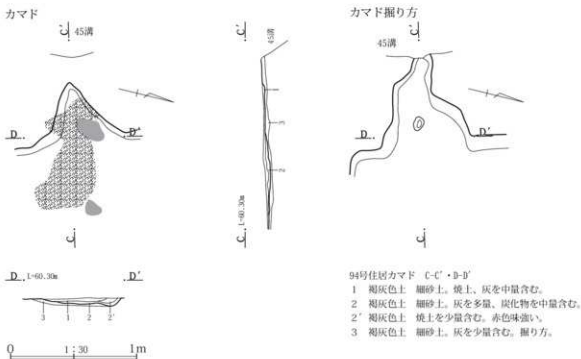 カマド
C'
45溝
D
D'
C
C'
45溝
1
3
2
L=60.30m
C
カマド掘り方
C'
45溝
D
D'
C
D
L=60.30m
D'
3 1 2 2'
0 1:30 1m
94号住居カマド C-C'・D-D'
1 褐灰色土 細砂土。焼土、灰を中量含む。
2 褐灰色土 細砂土。灰を多量、炭化物を中量含む。
2' 褐灰色土 焼土を少量含む。赤色味強い。
3 褐灰色土 細砂土。灰を少量含む。掘り方。